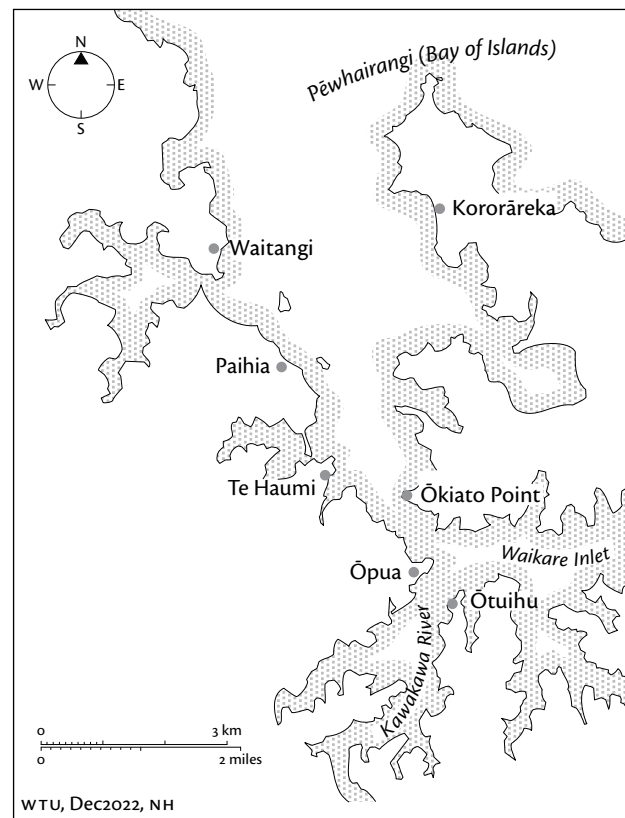 N
W E
S
Pēwhairangi (Bay of Islands)
Kororāreka
Waitangi
Paihia
Te Haumi
Ōkiato Point
Waikare Inlet
Ōpua
Ōtuihu
Kawakawa River
0 3 km
0 2 miles
WTU, Dec2022, NH